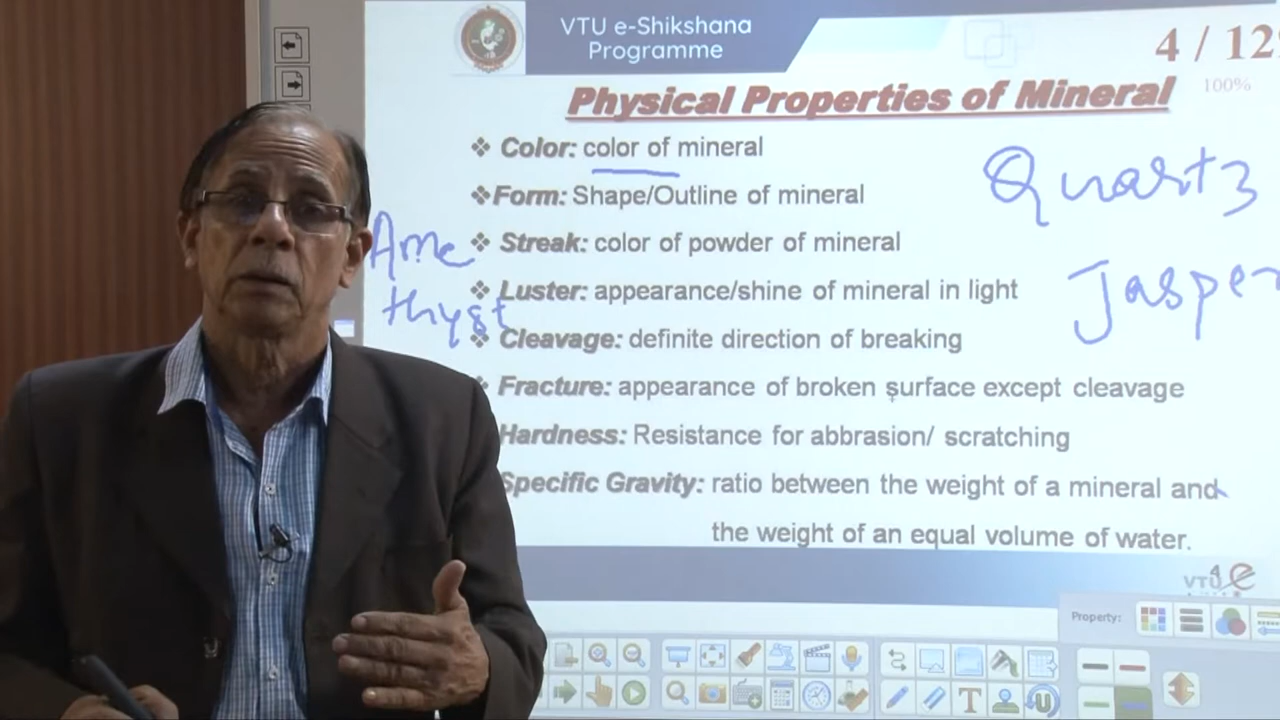 VTU e-Shikshana
Programme
4 / 129
100%
Physical Properties of Mineral
❖ Color: color of mineral
❖ Form: Shape/Outline of mineral
❖ Streak: color of powder of mineral
❖ Luster: appearance/shine of mineral in light
❖ Cleavage: definite direction of breaking
Fracture: appearance of broken surface except cleavage
Hardness: Resistance for abbrasion/ scratching
Specific Gravity: ratio between the weight of a mineral and
the weight of an equal volume of water.
Quartz
Jasper
Ame
thyst
VTU e
4
Property:
T